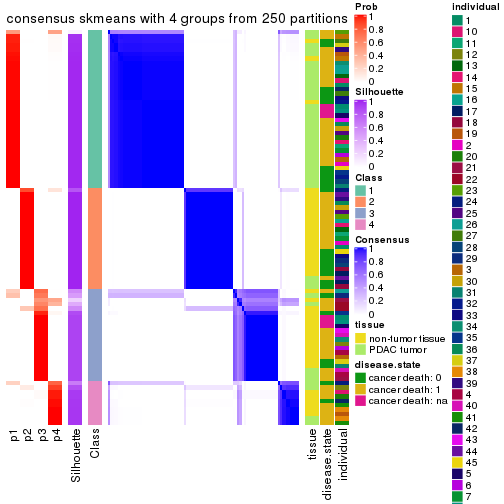 consensus skmeans with 4 groups from 250 partitions
p1
p2
p3
p4
Silhouette
Class
tissue
disease.state
individual
Prob
1
0.8
0.6
0.4
0.2
0
Silhouette
1
0.8
0.6
0.4
0.2
0
Class
1
2
3
4
Consensus
1
0.8
0.6
0.4
0.2
0
tissue
non-tumor tissue
PDAC tumor
disease.state
cancer death: 0
cancer death: 1
cancer death: na
individual
1
10
11
12
13
14
15
16
17
18
19
2
20
21
22
23
24
25
26
27
28
29
3
30
31
32
33
34
35
36
37
38
39
4
40
41
42
43
44
45
5
6
7